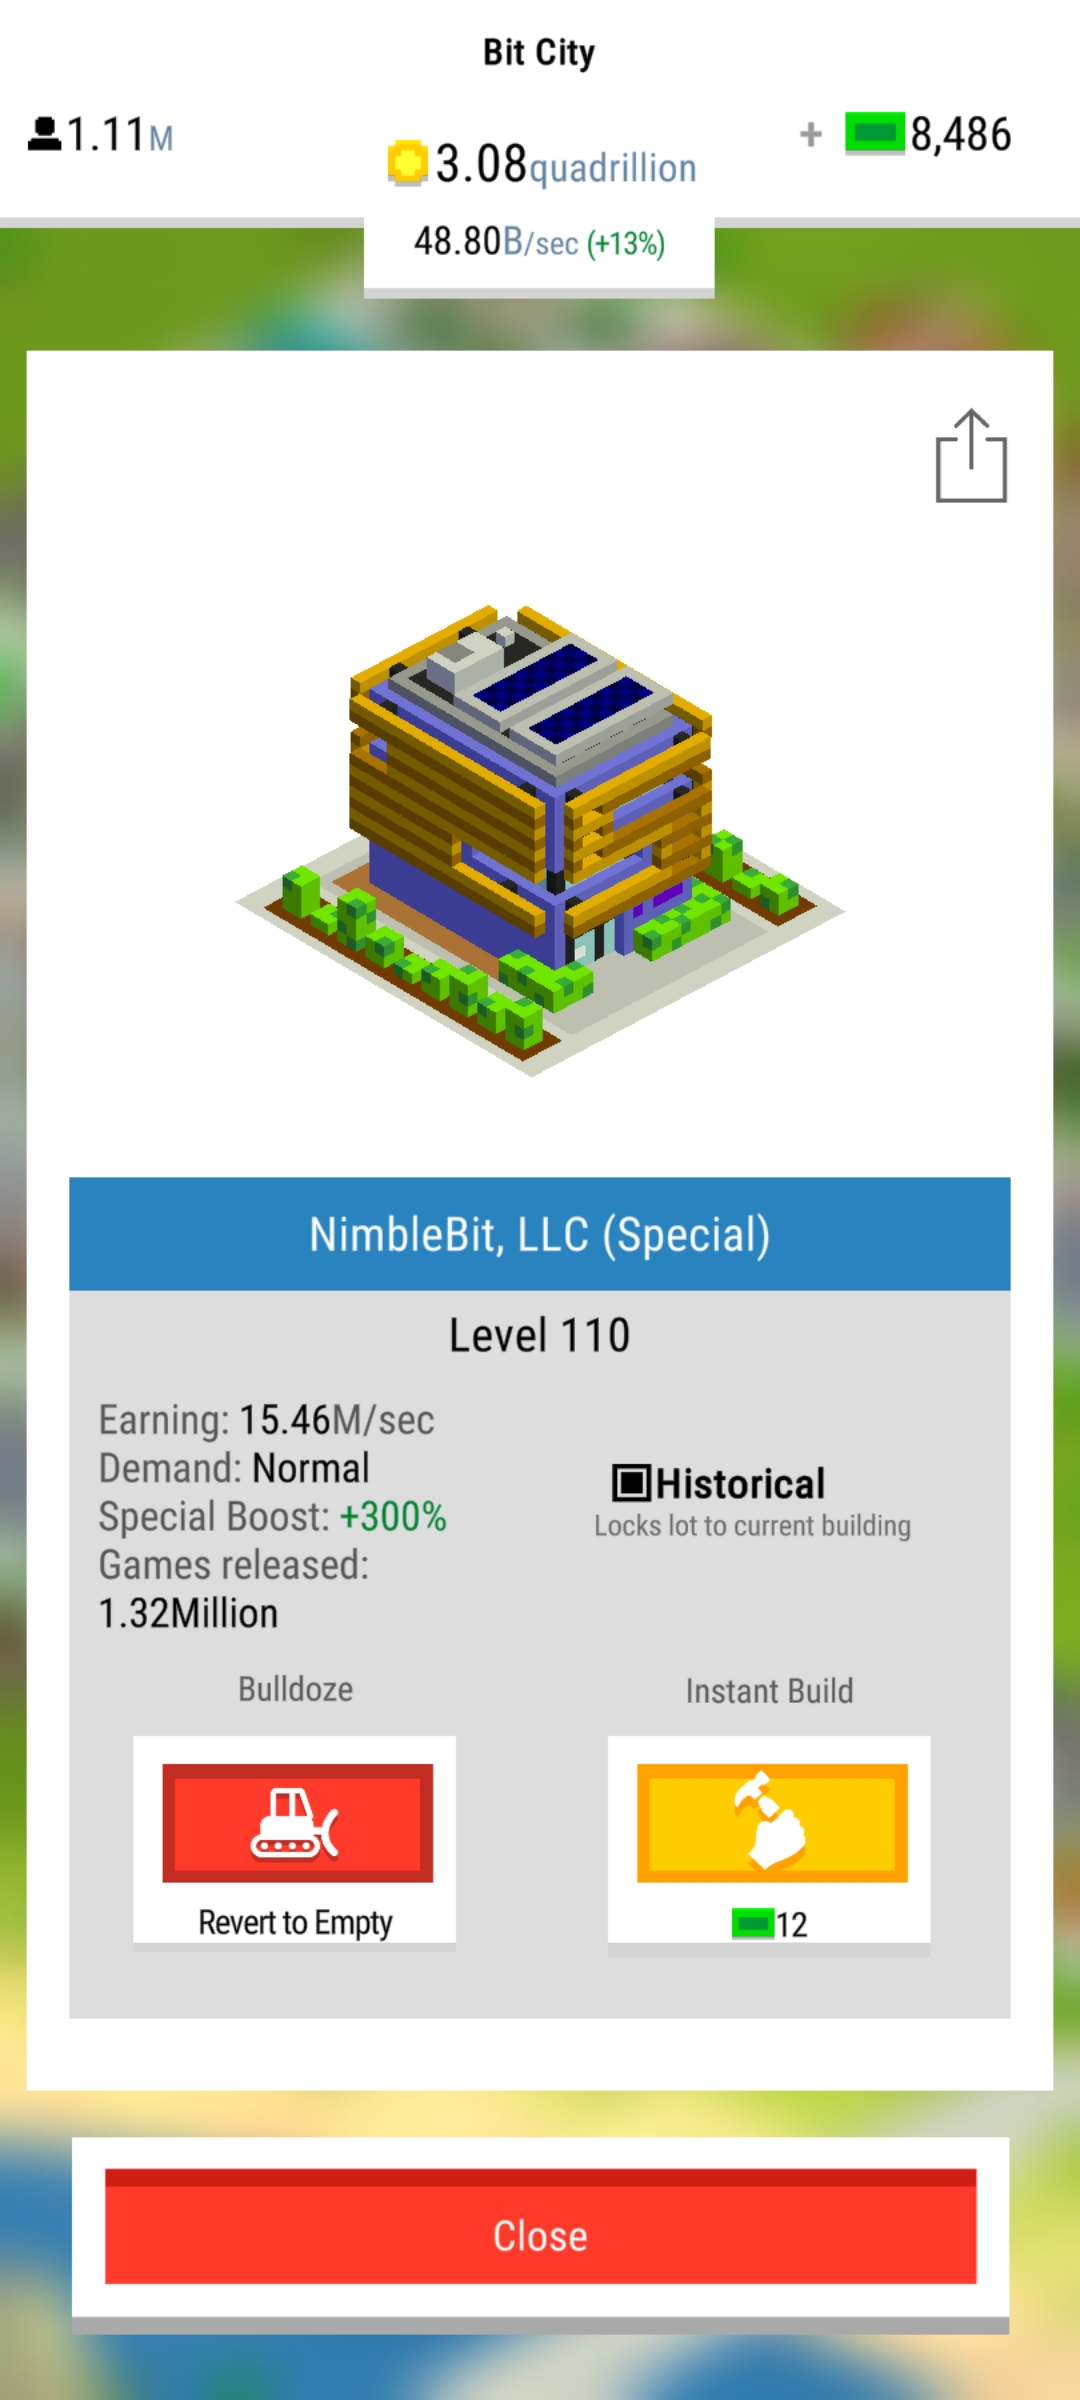 Bit City
1.11M
3.08quadrillion
+ 8,486
48.80B/sec (+13%)
NimbleBit, LLC (Special)
Level 110
Earning: 15.46M/sec
Demand: Normal
Special Boost: +300%
Games released:
1.32Million
Historical
Locks lot to current building
Bulldoze
Instant Build
Revert to Empty
12
Close